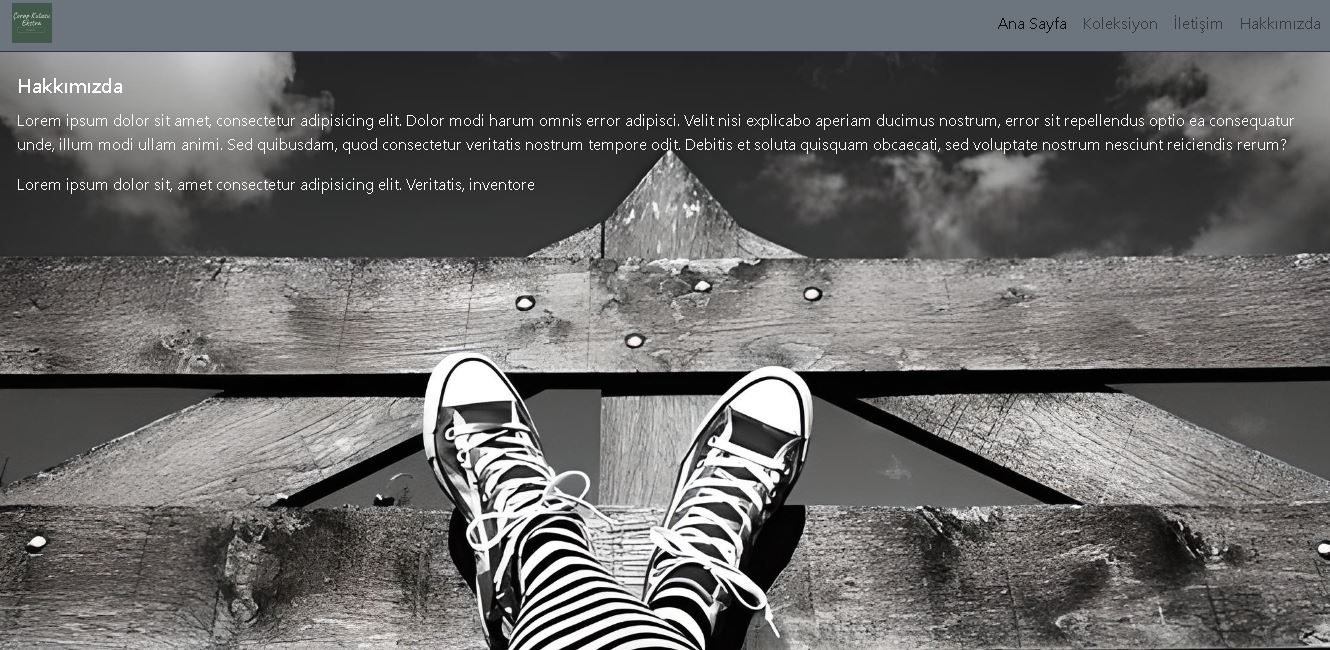 Çorap Kutusu
Ekstra
Ana Sayfa Koleksiyon İletişim Hakkımızda
Hakkımızda
Lorem ipsum dolor sit amet, consectetur adipisicing elit. Dolor modi harum omnis error adipisci. Velit nisi explicabo aperiam ducimus nostrum, error sit repellendus optio ea consequatur
unde, illum modi ullam animi. Sed quibusdam, quod consectetur veritatis nostrum tempore odit. Debitis et soluta quisquam obcaecati, sed voluptate nostrum nesciunt reiciendis rerum?
Lorem ipsum dolor sit, amet consectetur adipisicing elit. Veritatis, inventore